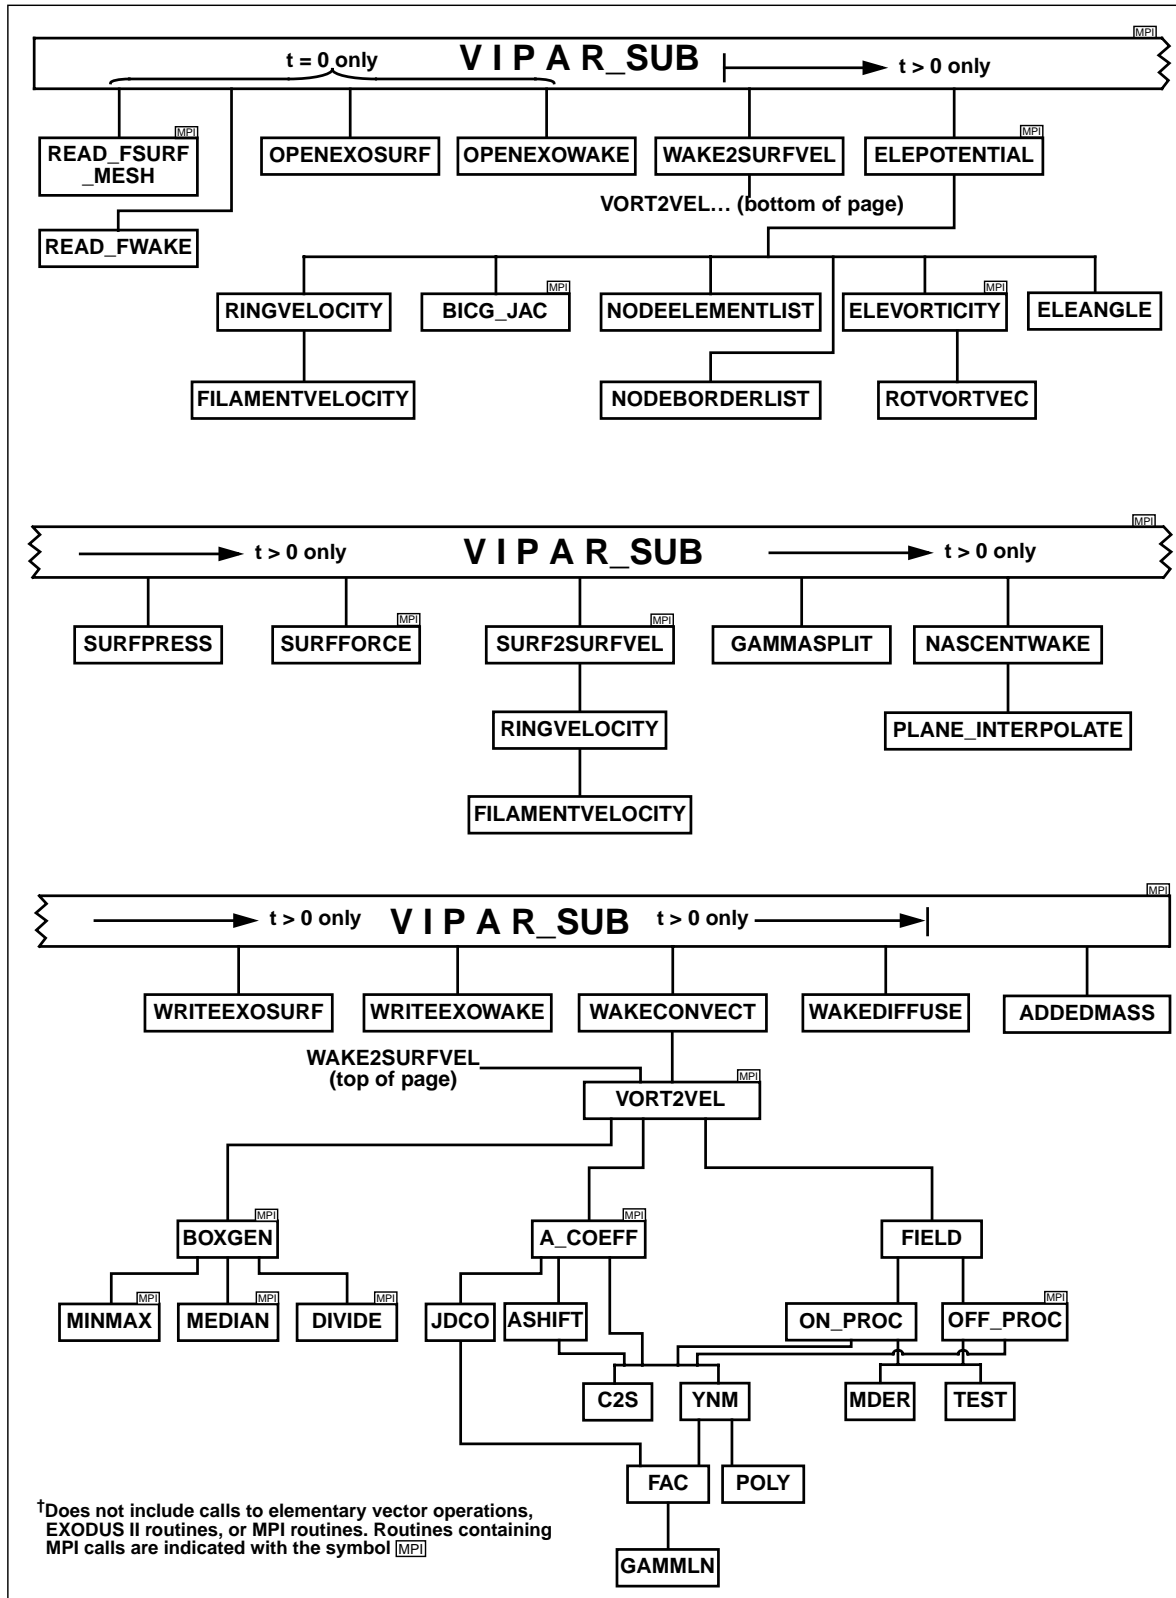 MPI
V I P A R_SUB
t = 0 only
t > 0 only
MPI
MPI
READ_FSURF
_MESH
OPENEXOSURF
OPENEXOWAKE
WAKE2SURFVEL
ELEPOTENTIAL
VORT2VEL… (bottom of page)
READ_FWAKE
MPI
MPI
RINGVELOCITY
BICG_JAC
NODEELEMENTLIST
ELEVORTICITY
ELEANGLE
FILAMENTVELOCITY
NODEBORDERLIST
ROTVORTVEC
MPI
t > 0 only
V I P A R_SUB
t > 0 only
MPI
MPI
SURFPRESS
SURFFORCE
SURF2SURFVEL
GAMMASPLIT
NASCENTWAKE
RINGVELOCITY
PLANE_INTERPOLATE
FILAMENTVELOCITY
MPI
t > 0 only
V I P A R_SUB
t > 0 only
WRITEEXOSURF
WRITEEXOWAKE
WAKECONVECT
WAKEDIFFUSE
ADDEDMASS
WAKE2SURFVEL
(top of page)
MPI
VORT2VEL
MPI
MPI
BOXGEN
A_COEFF
FIELD
MPI
MPI
MPI
MPI
MINMAX
MEDIAN
DIVIDE
JDCO
ASHIFT
ON_PROC
OFF_PROC
C2S
YNM
MDER
TEST
FAC
POLY
†Does not include calls to elementary vector operations,
EXODUS II routines, or MPI routines. Routines containing
MPI calls are indicated with the symbol MPI
GAMMLN